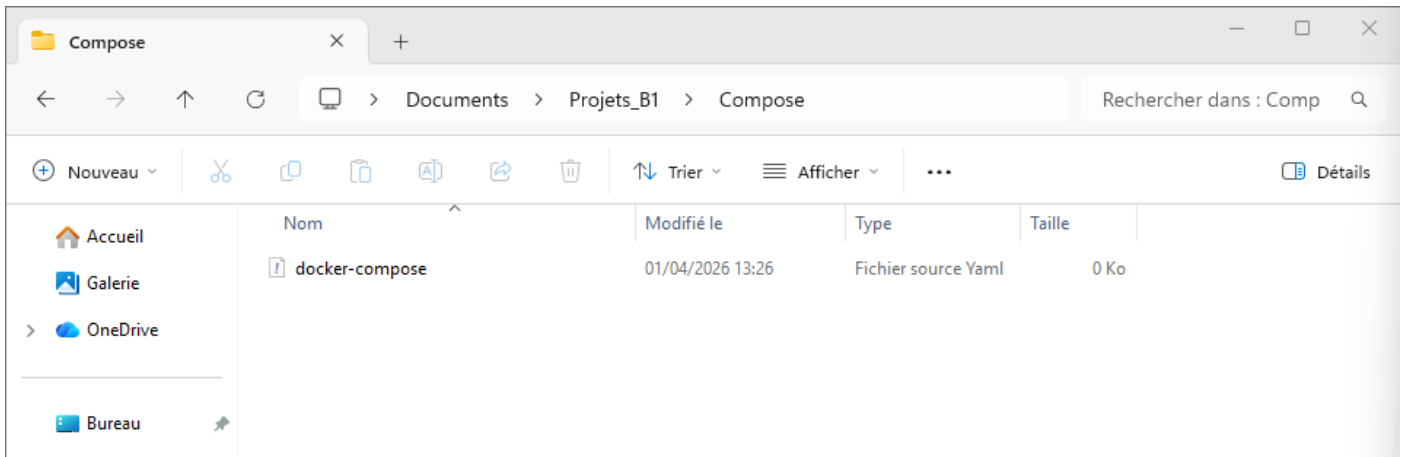 Compose
Documents > Projets_B1 > Compose
Rechercher dans : Comp
Nouveau
Trier
Afficher
Détails
Nom Modifié le Type Taille
docker-compose 01/04/2026 13:26 Fichier source Yaml 0 Ko
Accueil
Galerie
OneDrive
Bureau